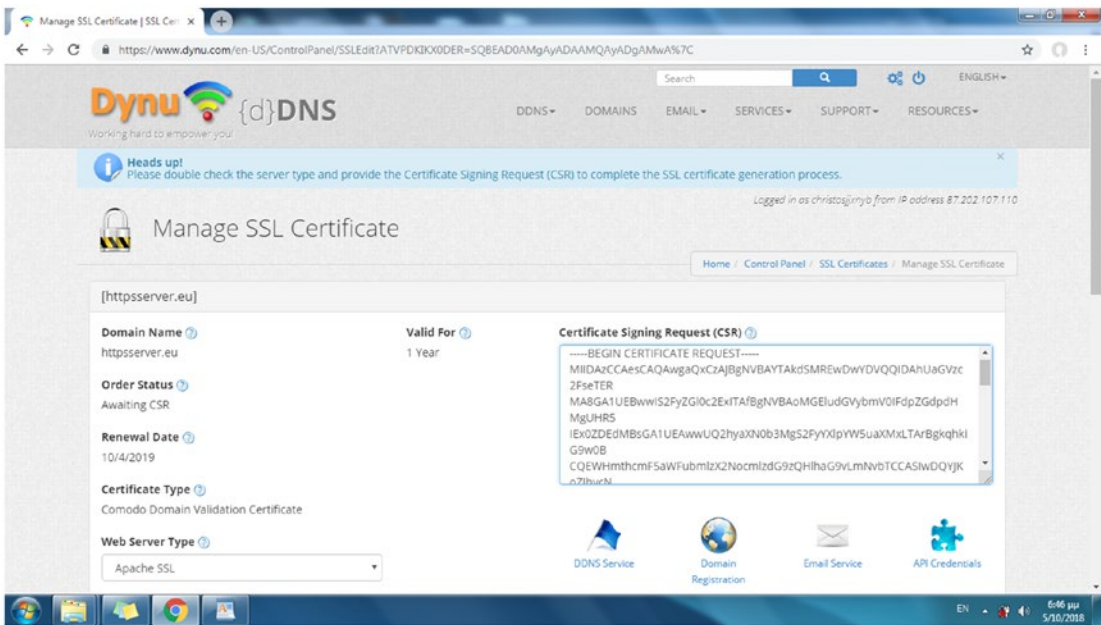 Manage SSL Certificate | SSL Cer
https://www.dynu.com/en-US/ControlPanel/SSLEdit?ATVPDKIKX0DER=SQBEAD0AMgAyADAAMQAyADgAMwA%7C
Search
ENGLISH
Dynu {d}DNS
Working hard to empower you!
DDNS DOMAINS EMAIL SERVICES SUPPORT RESOURCES
Heads up!
Please double check the server type and provide the Certificate Signing Request (CSR) to complete the SSL certificate generation process.
Logged in as christosjjxnyb from IP address 87.202.107.110
Manage SSL Certificate
Home / Control Panel / SSL Certificates / Manage SSL Certificate
[httpsserver.eu]
Domain Name
httpsserver.eu
Order Status
Awaiting CSR
Renewal Date
10/4/2019
Certificate Type
Comodo Domain Validation Certificate
Web Server Type
Apache SSL
Valid For
1 Year
Certificate Signing Request (CSR)
-----BEGIN CERTIFICATE REQUEST-----
MIIDAzCCAesCAQAwgaQxCzAJBgNVBAYTAkdSMREwDwYDVQQIDAhUaGVzc
2FseTER
MA8GA1UEBwwIS2FyZGl0c2ExITAfBgNVBAoMGEludGVybmV0IFdpZGdpdH
MgUHR5
IEx0ZDEdMBsGA1UEAwwUQ2hyaXN0b3MgS2FyYXlpYW5uaXMxLTArBgkqhki
G9w0B
CQEWHmthcmF5aWFubmlzX2NocmlzdG9zQHlhaG9vLmNvbTCCASIwDQYJK
oZIhvcN
DDNS Service
Domain Registration
Email Service
API Credentials
EN
6:46 μμ
5/10/2018